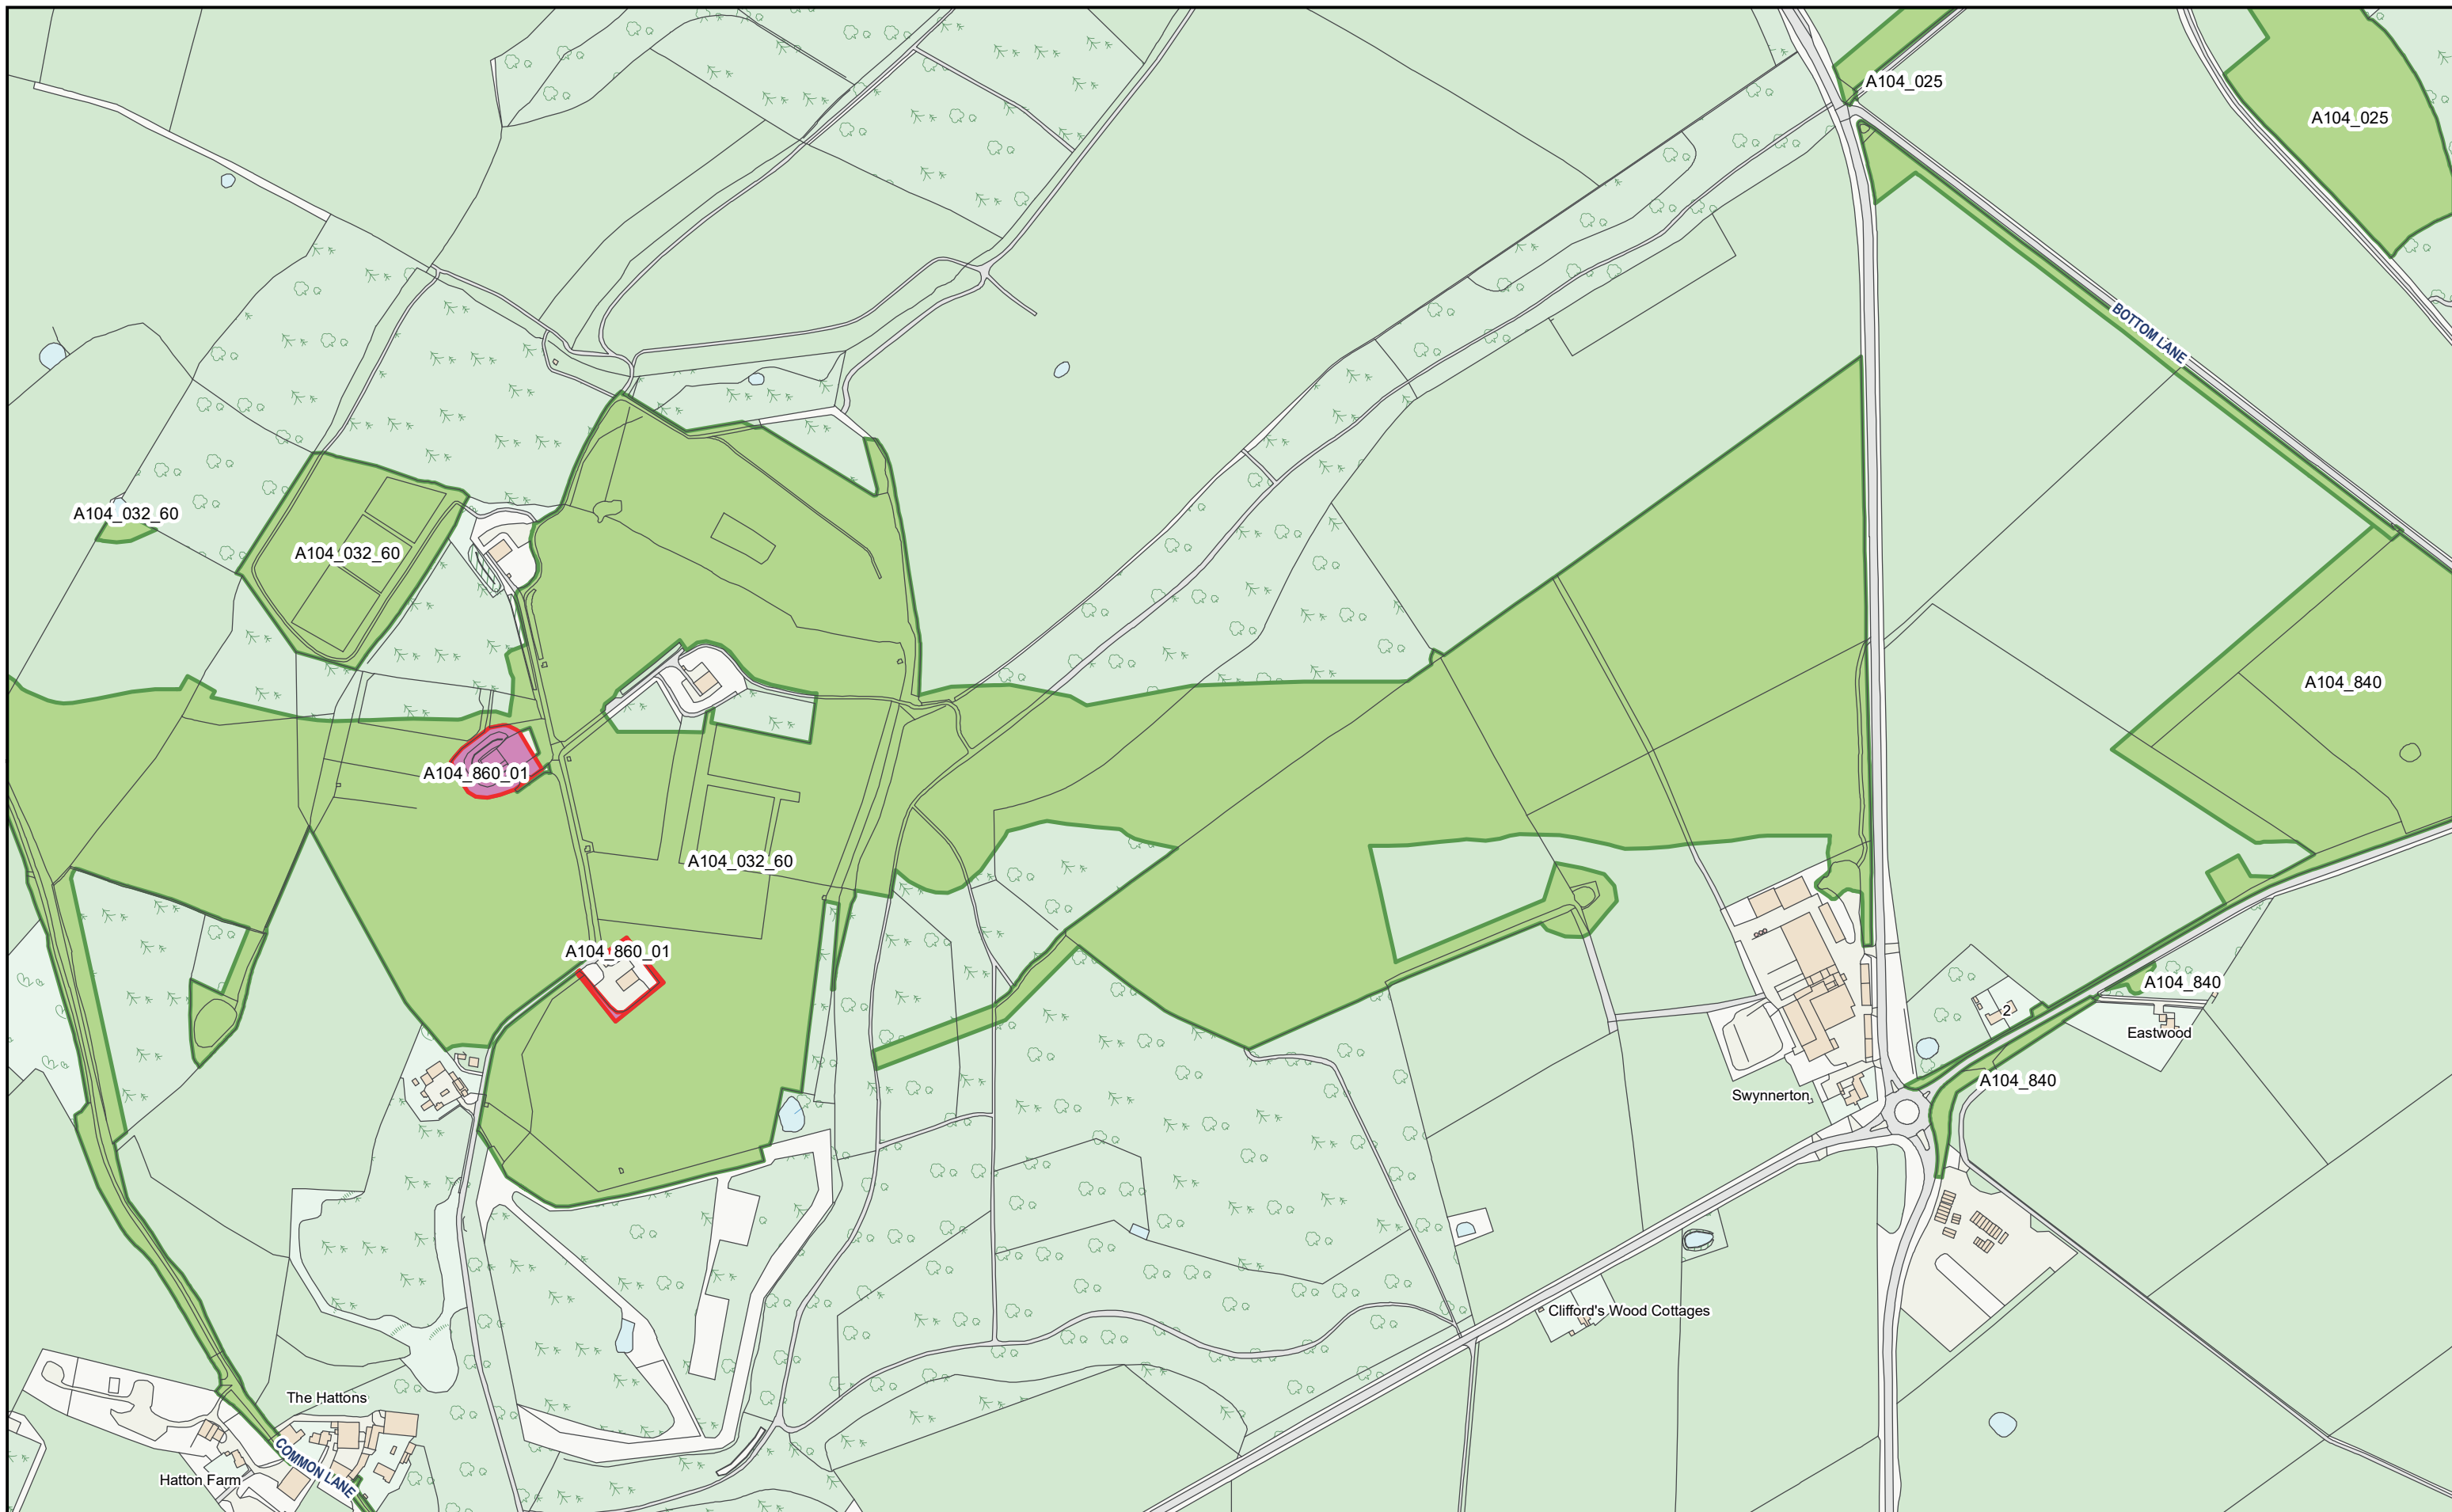 A104_025
A104_025
BOTTOM LANE
A104_032_60
A104_032_60
A104_840
A104_860_01
A104_032_60
A104_860_01
A104_840
2
Eastwood
A104_840
Swynnerton
Clifford's Wood Cottages
The Hattons
COMMON LANE
Hatton Farm